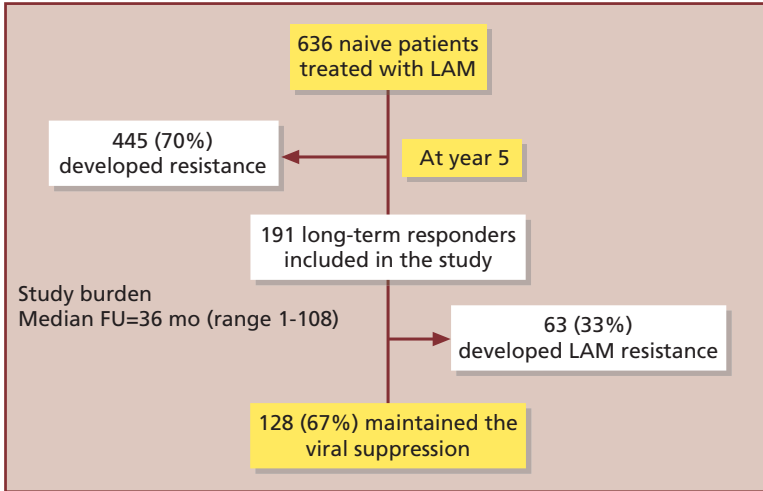 636 naive patients
treated with LAM
445 (70%)
developed resistance
At year 5
191 long-term responders
included in the study
Study burden
Median FU=36 mo (range 1-108)
63 (33%)
developed LAM resistance
128 (67%) maintained the
viral suppression